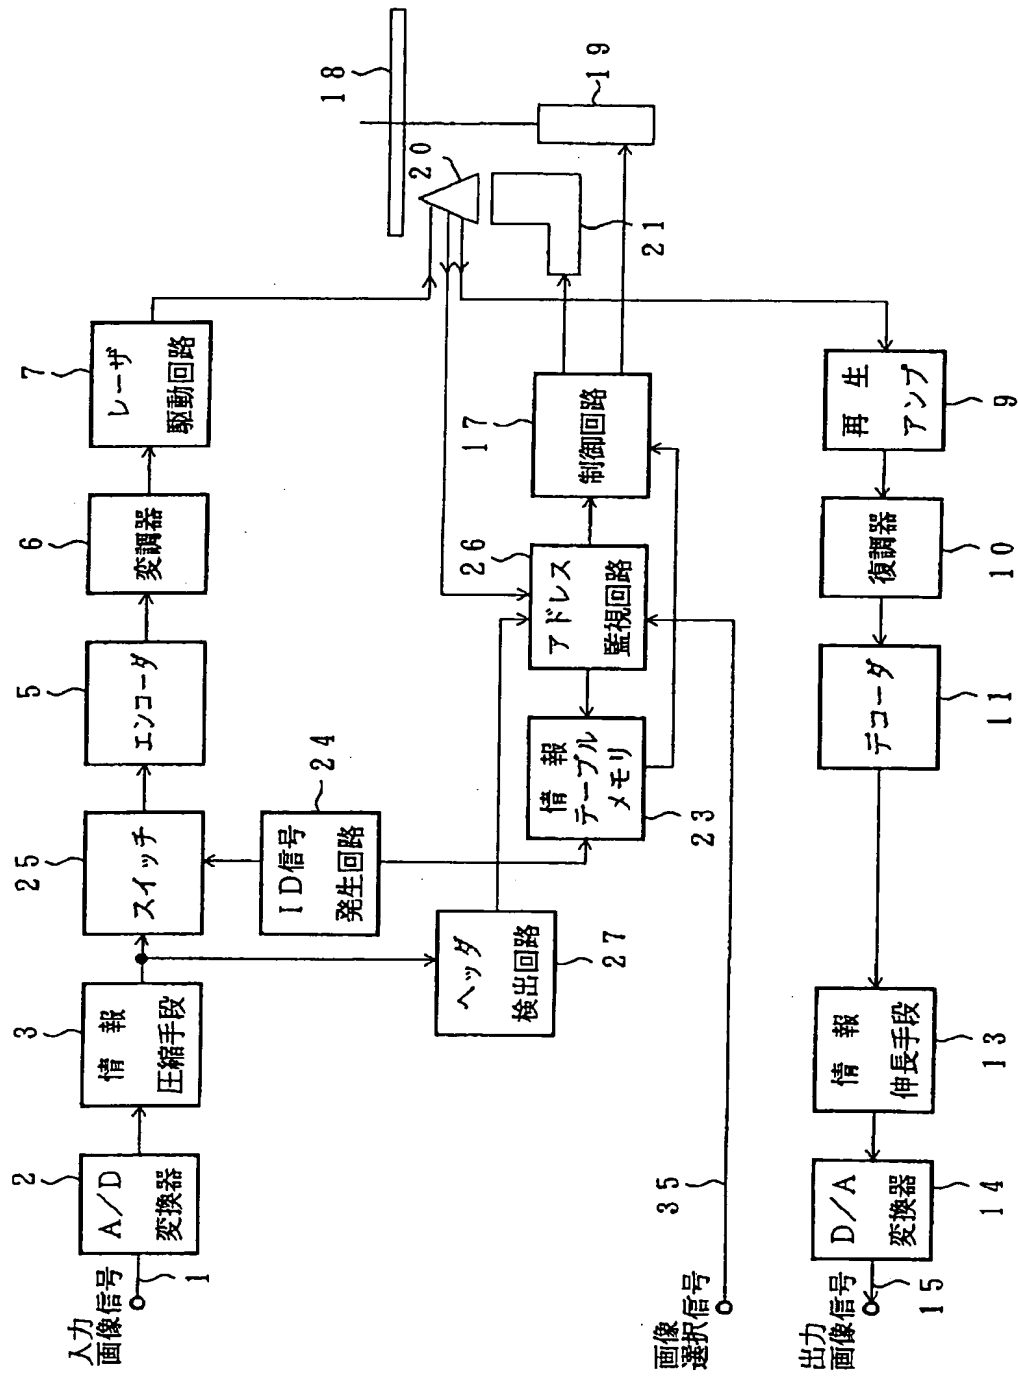 入力
画像信号
1
2
A/D
変換器
3
情 報
圧縮手段
25
スイッチ
5
エンコーダ
6
変調器
7
レーザ
駆動回路
24
ID信号
発生回路
ヘッダ
検出回路
27
情 報
テーブル
メモリ
23
26
アドレス
監視回路
17
制御回路
18
20
21
19
画像
選択信号
35
再 生
アンプ
9
復調器
10
デコーダ
11
情 報
伸長手段
13
D/A
変換器
14
出力
画像信号
15